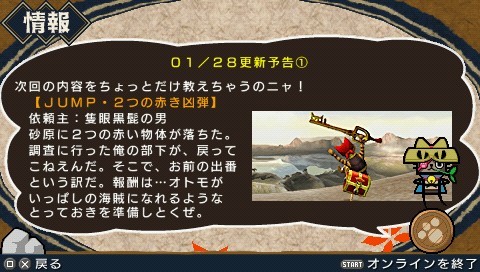 情報
01/28更新予告①
次回の内容をちょっとだけ教えちゃうのニャ!
【JUMP・2つの赤き凶弾】
依頼主:隻眼黒髭の男
砂原に2つの赤い物体が落ちた。
調査に行った俺の部下が、戻って
こねえんだ。そこで、お前の出番
という訳だ。報酬は…オトモが
いっぱしの海賊になれるような
とっておきを準備しとくぜ。
□×戻る
START オンラインを終了